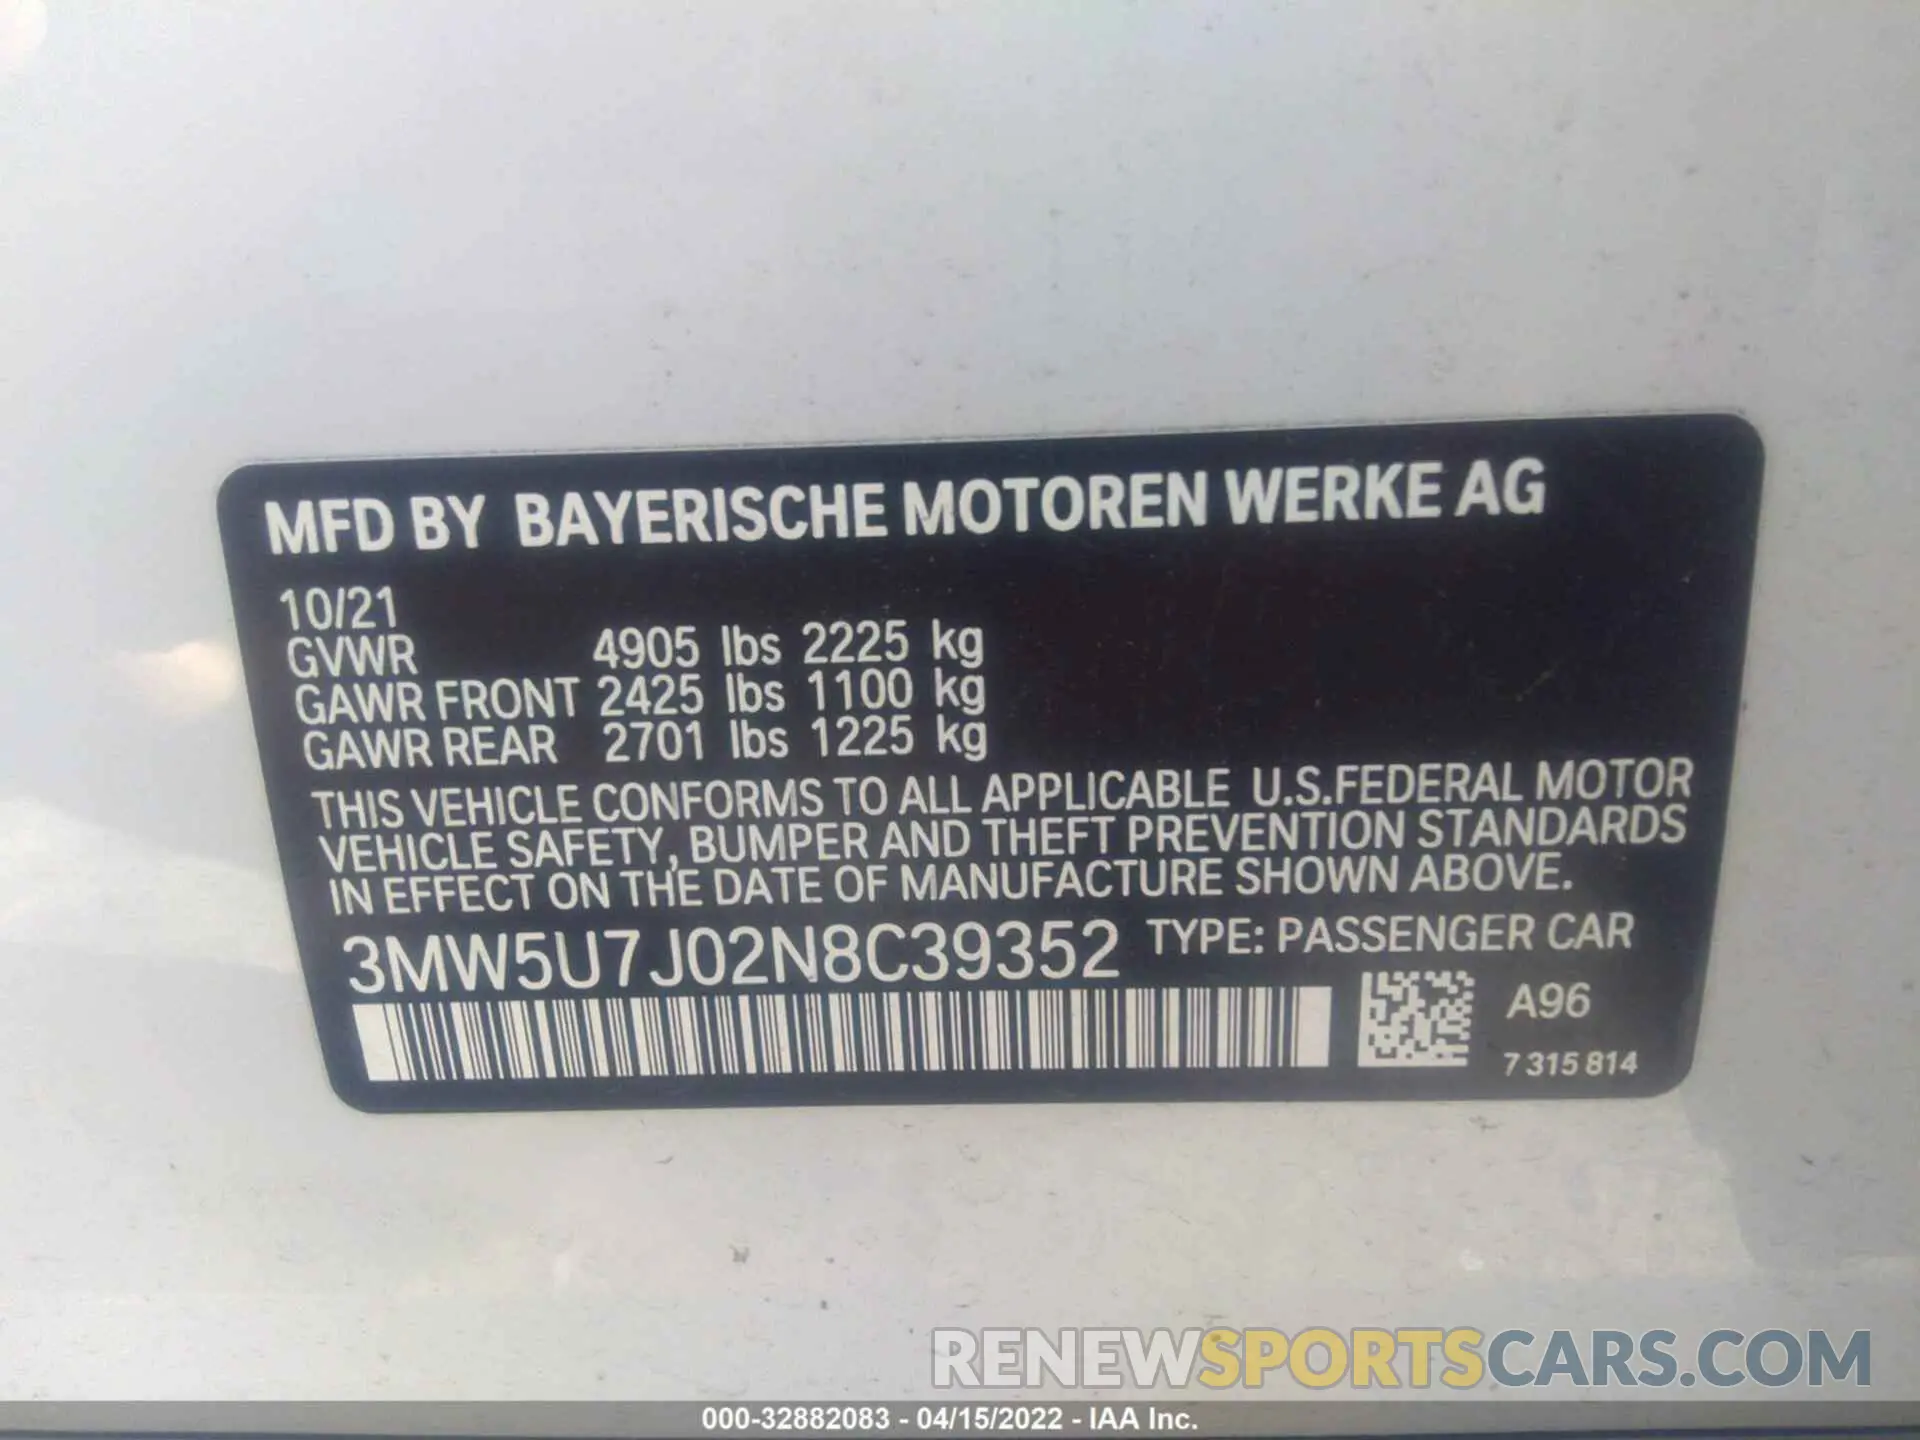 MFD BY BAYERISCHE MOTOREN WERKE AG
10/21
GVWR 4905 lbs 2225 kg
GAWR FRONT 2425 lbs 1100 kg
GAWR REAR 2701 lbs 1225 kg
THIS VEHICLE CONFORMS TO ALL APPLICABLE U.S.FEDERAL MOTOR
VEHICLE SAFETY, BUMPER AND THEFT PREVENTION STANDARDS
IN EFFECT ON THE DATE OF MANUFACTURE SHOWN ABOVE.
3MW5U7J02N8C39352 TYPE: PASSENGER CAR
A96
7 315 814
RENEWSPORTSCARS.COM
000-32882083 - 04/15/2022 - IAA Inc.